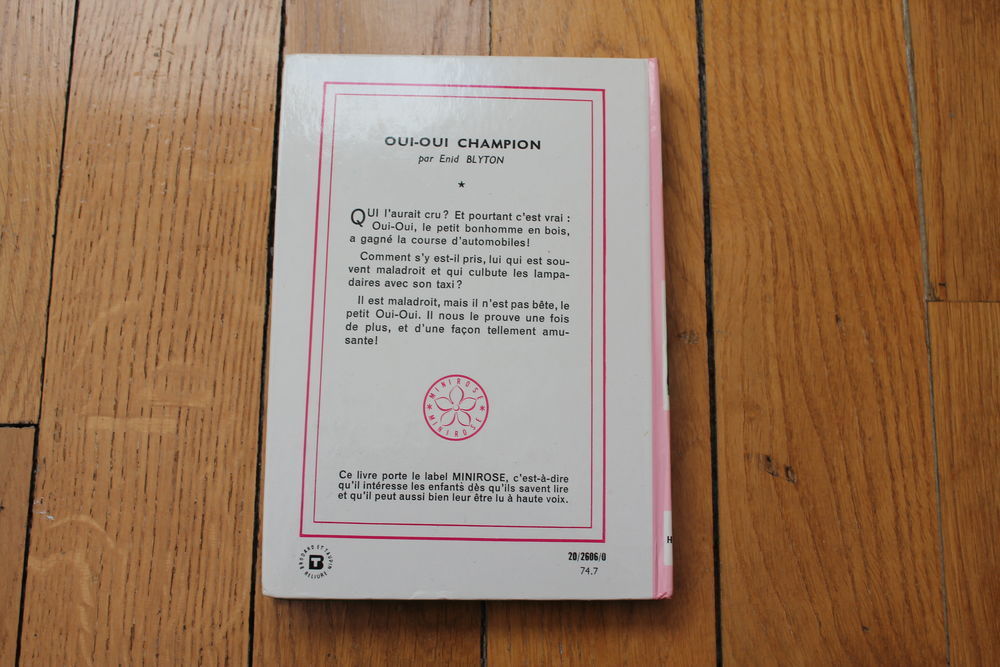 OUI-OUI CHAMPION
par Enid BLYTON
QUI l'aurait cru ? Et pourtant c'est vrai :
Oui-Oui, le petit bonhomme en bois,
a gagné la course d'automobiles !
Comment s'y est-il pris, lui qui est sou-
vent maladroit et qui culbute les lampa-
daires avec son taxi ?
Il est maladroit, mais il n'est pas bête, le
petit Oui-Oui. Il nous le prouve une fois
de plus, et d'une façon tellement amu-
sante !
MINIROSE
MINIROSE
Ce livre porte le label MINIROSE, c'est-à-dire
qu'il intéresse les enfants dès qu'ils savent lire
et qu'il peut aussi bien leur être lu à haute voix.
BRODARD ET TAUPIN
RELIURE
20/2606/0
74.7
H